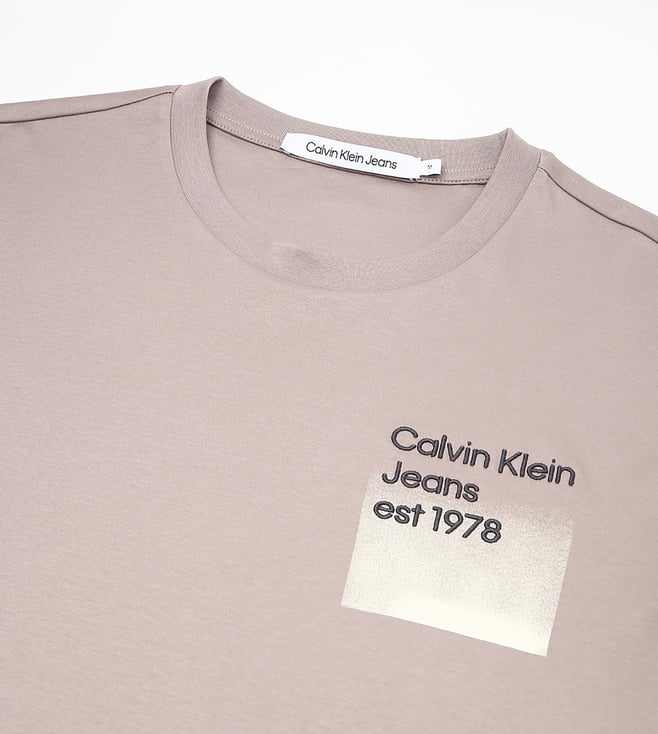 Calvin Klein Jeans
M
Calvin Klein
Jeans
est 1978